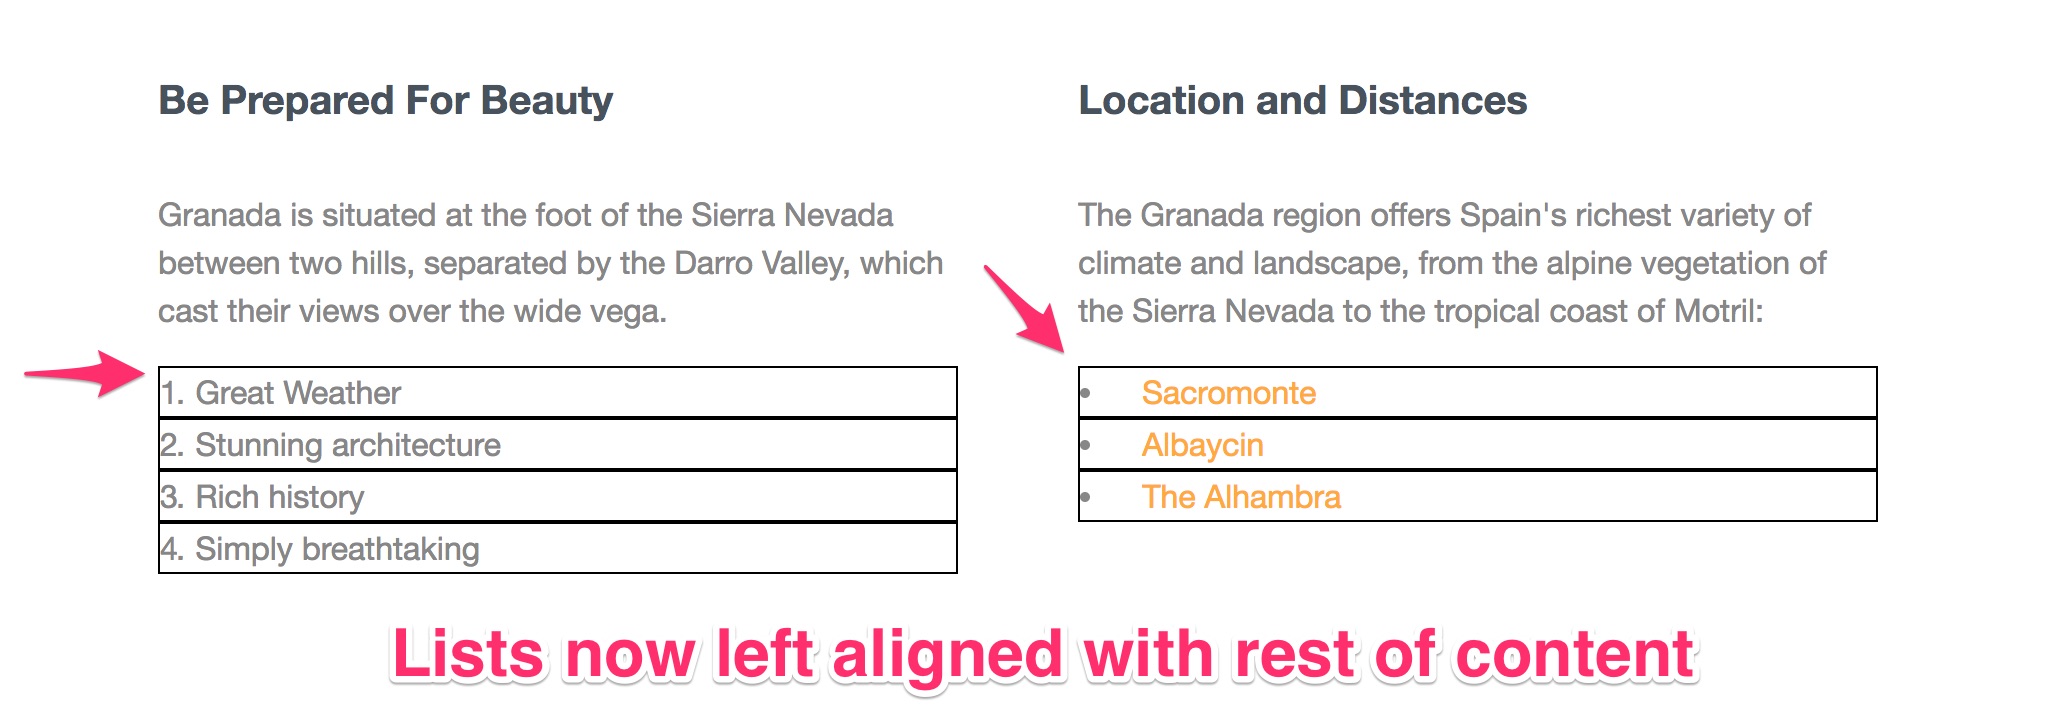 Be Prepared For Beauty
Granada is situated at the foot of the Sierra Nevada
between two hills, separated by the Darro Valley, which
cast their views over the wide vega.
1. Great Weather
2. Stunning architecture
3. Rich history
4. Simply breathtaking
Location and Distances
The Granada region offers Spain's richest variety of
climate and landscape, from the alpine vegetation of
the Sierra Nevada to the tropical coast of Motril:
• Sacromonte
• Albaycin
• The Alhambra
Lists now left aligned with rest of content